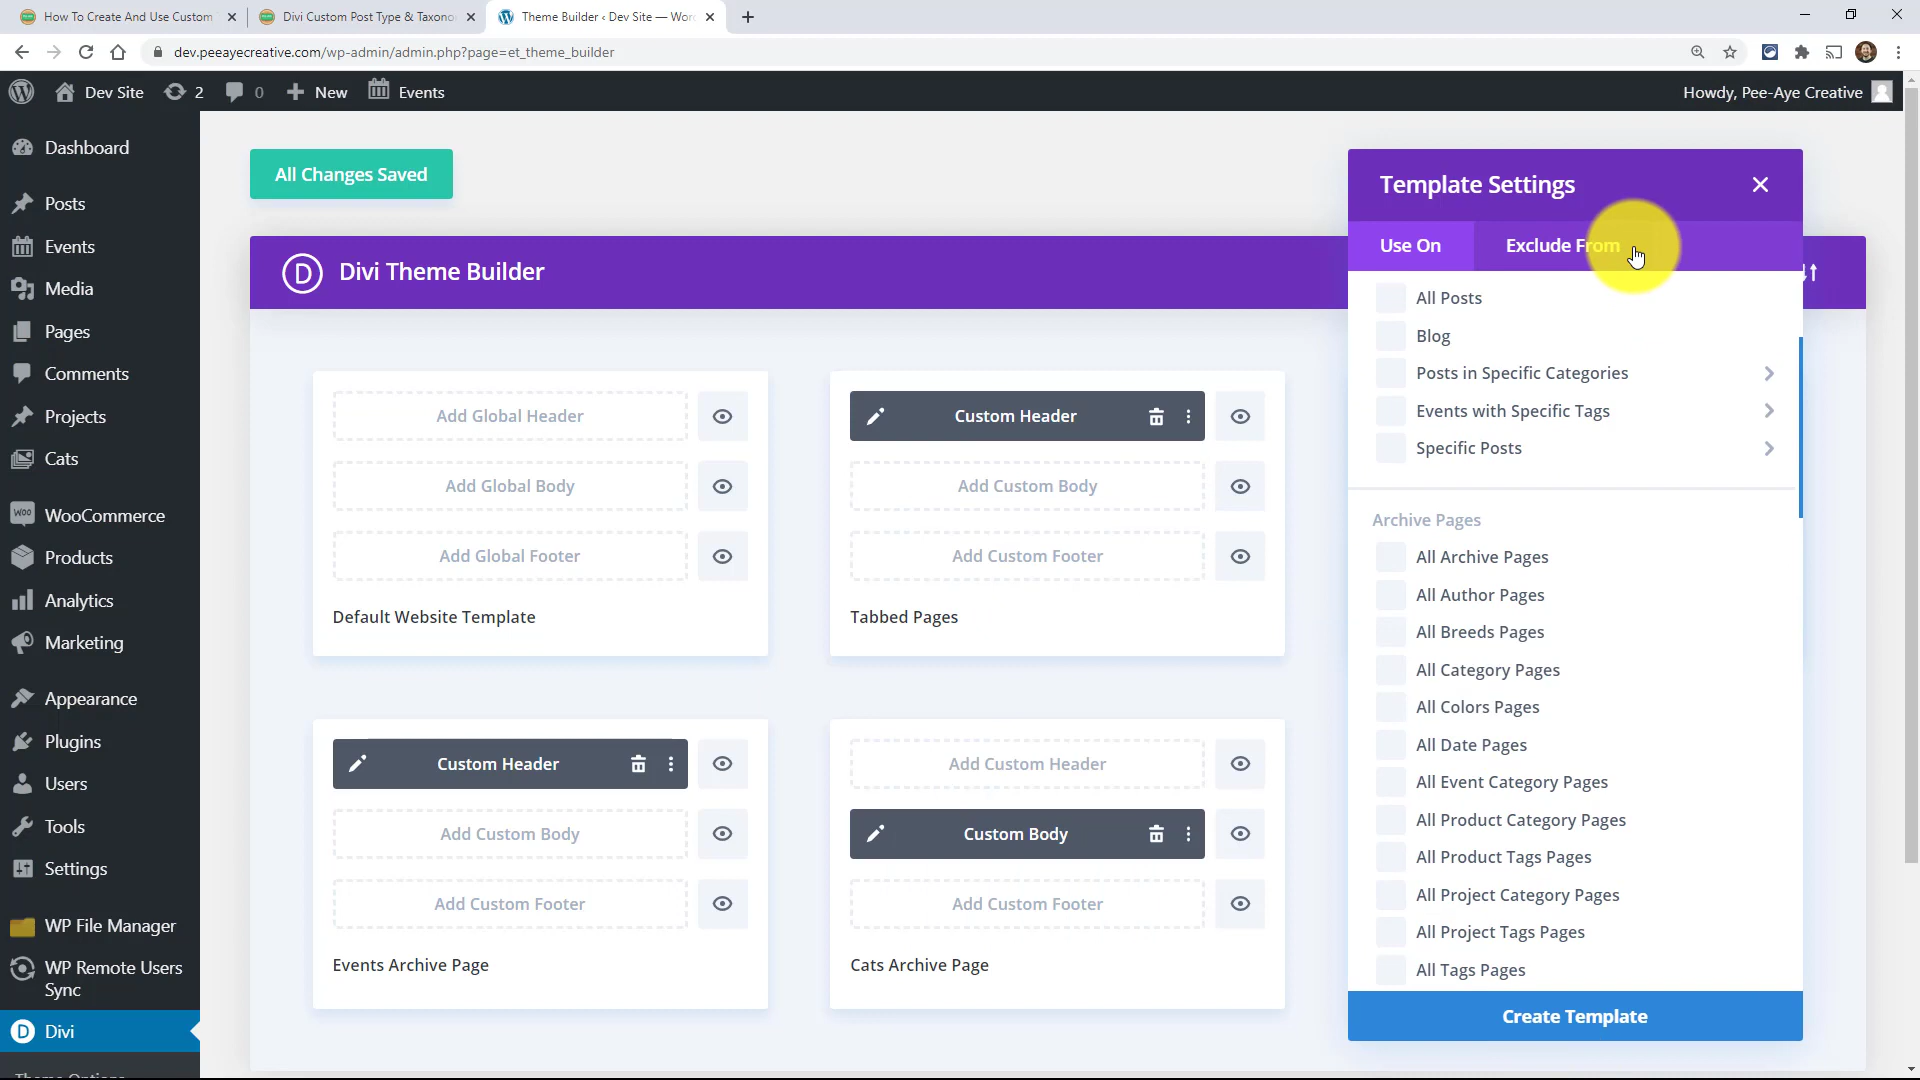 How To Create And Use Custom
Divi Custom Post Type & Taxono
Theme Builder ‹ Dev Site — Wor
dev.peeayecreative.com/wp-admin/admin.php?page=et_theme_builder
Dev Site
2
0
New
Events
Howdy, Pee-Aye Creative
Dashboard
Posts
Events
Media
Pages
Comments
Projects
Cats
WooCommerce
Products
Analytics
Marketing
Appearance
Plugins
Users
Tools
Settings
WP File Manager
WP Remote Users
Sync
Divi
Theme Options
All Changes Saved
D
Divi Theme Builder
Add Global Header
Add Global Body
Add Global Footer
Default Website Template
Custom Header
Add Custom Body
Add Custom Footer
Tabbed Pages
Custom Header
Add Custom Body
Add Custom Footer
Events Archive Page
Add Custom Header
Custom Body
Add Custom Footer
Cats Archive Page
Template Settings
Use On
Exclude From
All Posts
Blog
Posts in Specific Categories
Events with Specific Tags
Specific Posts
Archive Pages
All Archive Pages
All Author Pages
All Breeds Pages
All Category Pages
All Colors Pages
All Date Pages
All Event Category Pages
All Product Category Pages
All Product Tags Pages
All Project Category Pages
All Project Tags Pages
All Tags Pages
Create Template